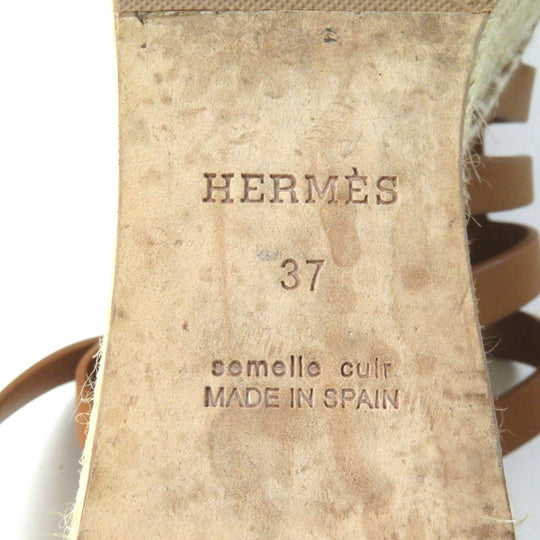 HERMÈS
37
semelle cuir
MADE IN SPAIN